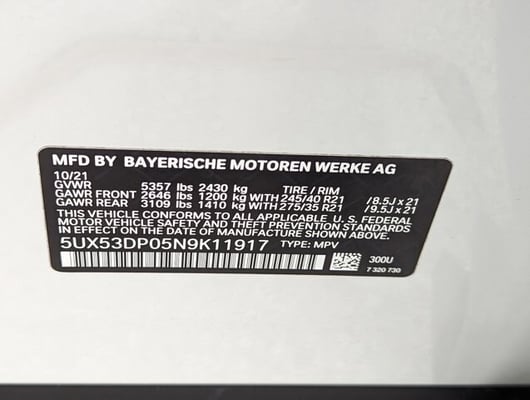 MFD BY BAYERISCHE MOTOREN WERKE AG
10/21
GVWR 5357 lbs 2430 kg TIRE / RIM
GAWR FRONT 2646 lbs 1200 kg WITH 245/40 R21 /8.5J x 21
GAWR REAR 3109 lbs 1410 kg WITH 275/35 R21 /9.5J x 21
THIS VEHICLE CONFORMS TO ALL APPLICABLE U. S. FEDERAL
MOTOR VEHICLE SAFETY AND THEFT PREVENTION STANDARDS
IN EFFECT ON THE DATE OF MANUFACTURE SHOWN ABOVE.
5UX53DP05N9K11917 TYPE: MPV
300U
7 320 730